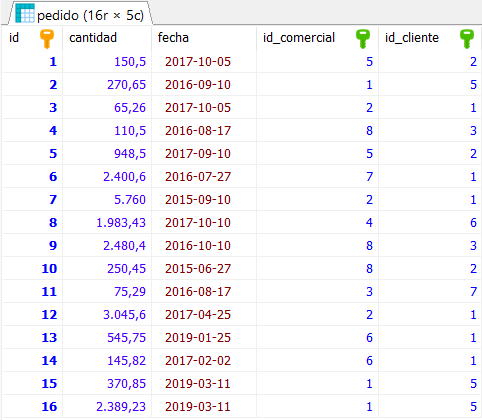 pedido (16r × 5c)
id cantidad fecha id_comercial id_cliente
1 150,5 2017-10-05 5 2
2 270,65 2016-09-10 1 5
3 65,26 2017-10-05 2 1
4 110,5 2016-08-17 8 3
5 948,5 2017-09-10 5 2
6 2.400,6 2016-07-27 7 1
7 5.760 2015-09-10 2 1
8 1.983,43 2017-10-10 4 6
9 2.480,4 2016-10-10 8 3
10 250,45 2015-06-27 8 2
11 75,29 2016-08-17 3 7
12 3.045,6 2017-04-25 2 1
13 545,75 2019-01-25 6 1
14 145,82 2017-02-02 6 1
15 370,85 2019-03-11 1 5
16 2.389,23 2019-03-11 1 5